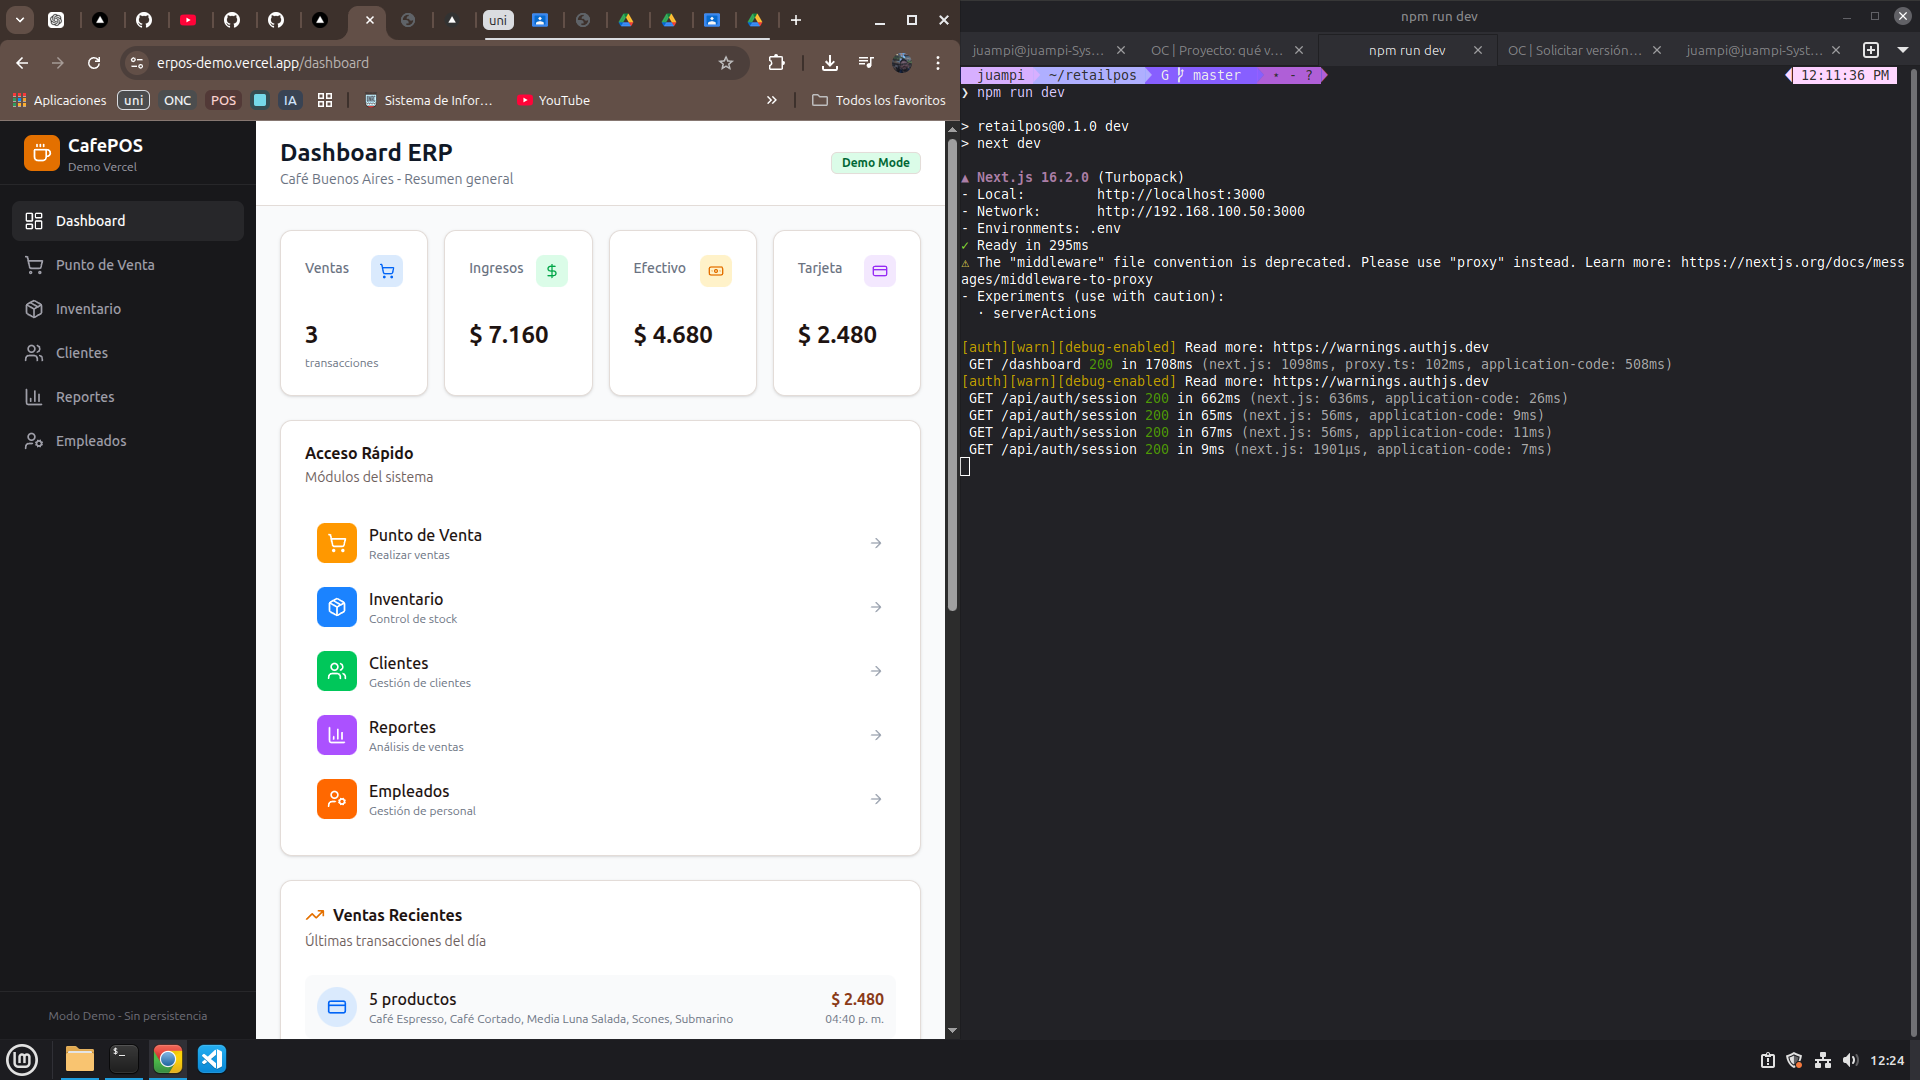 uni
erpos-demo.vercel.app/dashboard
Aplicaciones
uni
ONC
POS
IA
Sistema de Infor...
YouTube
»
Todos los favoritos
CafePOS
Demo Vercel
Dashboard
Punto de Venta
Inventario
Clientes
Reportes
Empleados
Modo Demo - Sin persistencia
Dashboard ERP
Café Buenos Aires - Resumen general
Demo Mode
Ventas
3
transacciones
Ingresos
$ 7.160
Efectivo
$ 4.680
Tarjeta
$ 2.480
Acceso Rápido
Módulos del sistema
Punto de Venta
Realizar ventas
Inventario
Control de stock
Clientes
Gestión de clientes
Reportes
Análisis de ventas
Empleados
Gestión de personal
Ventas Recientes
Últimas transacciones del día
5 productos
$ 2.480
Café Espresso, Café Cortado, Media Luna Salada, Scones, Submarino
04:40 p. m.
npm run dev
juampi@juampi-Sys...
OC | Proyecto: qué v...
npm run dev
OC | Solicitar versión...
juampi@juampi-Syst...
juampi ~/retailpos G master * - ?
12:11:36 PM
❯ npm run dev
> retailpos@0.1.0 dev
> next dev
▲ Next.js 16.2.0 (Turbopack)
- Local: http://localhost:3000
- Network: http://192.168.100.50:3000
- Environments: .env
✓ Ready in 295ms
⚠ The "middleware" file convention is deprecated. Please use "proxy" instead. Learn more: https://nextjs.org/docs/mess
ages/middleware-to-proxy
- Experiments (use with caution):
· serverActions
[auth][warn][debug-enabled] Read more: https://warnings.authjs.dev
GET /dashboard 200 in 1708ms (next.js: 1098ms, proxy.ts: 102ms, application-code: 508ms)
[auth][warn][debug-enabled] Read more: https://warnings.authjs.dev
GET /api/auth/session 200 in 662ms (next.js: 636ms, application-code: 26ms)
GET /api/auth/session 200 in 65ms (next.js: 56ms, application-code: 9ms)
GET /api/auth/session 200 in 67ms (next.js: 56ms, application-code: 11ms)
GET /api/auth/session 200 in 9ms (next.js: 1901µs, application-code: 7ms)
12:24